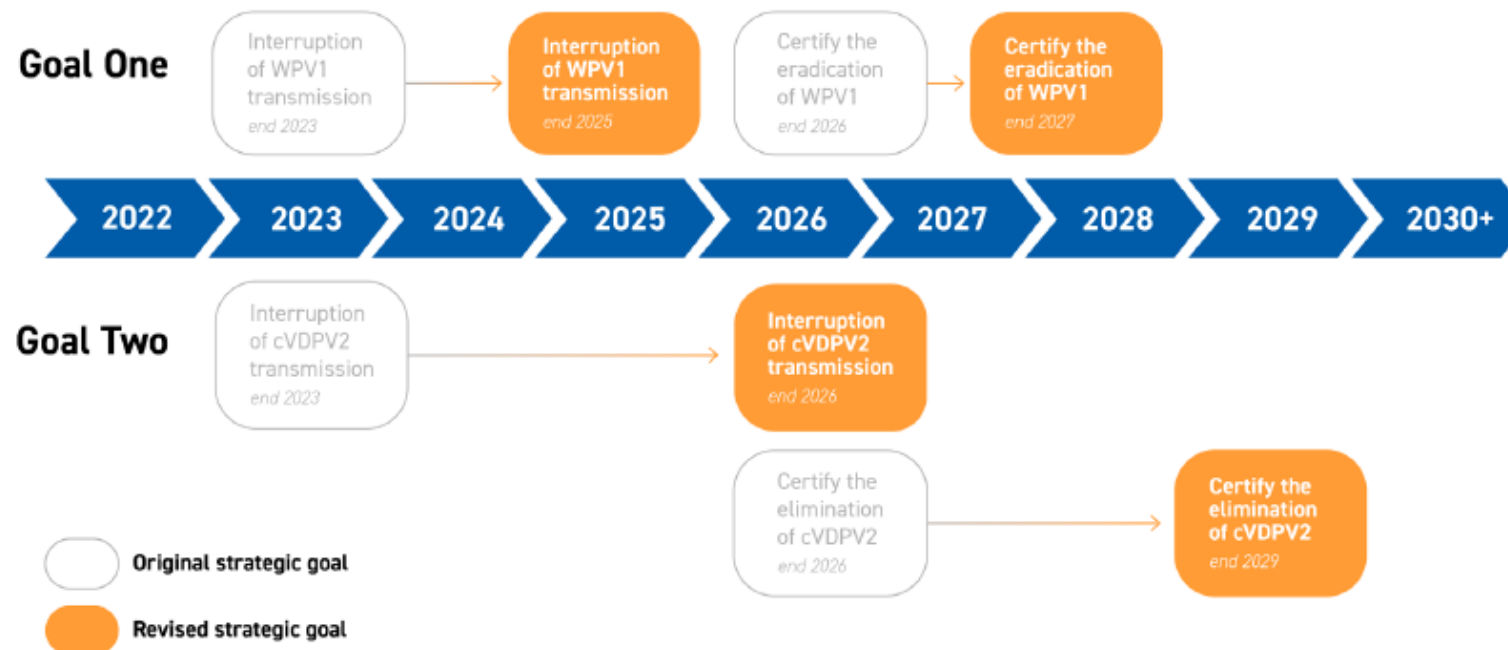 Goal One
Interruption
of WPV1
transmission
end 2023
Interruption
of WPV1
transmission
end 2025
Certify the
eradication
of WPV1
end 2026
Certify the
eradication
of WPV1
end 2027
2022
2023
2024
2025
2026
2027
2028
2029
2030+
Goal Two
Interruption
of cVDPV2
transmission
end 2023
Interruption
of cVDPV2
transmission
end 2026
Certify the
elimination
of cVDPV2
end 2026
Certify the
elimination
of cVDPV2
end 2029
Original strategic goal
Revised strategic goal